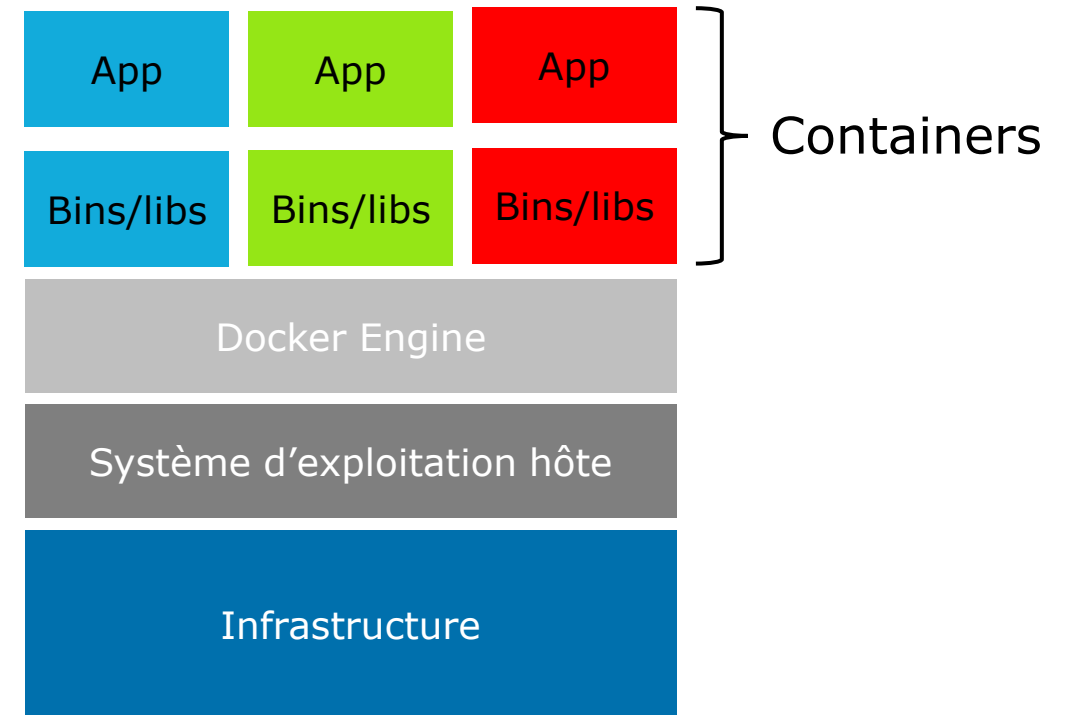 App
App
App
Containers
Bins/libs
Bins/libs
Bins/libs
Docker Engine
Système d’exploitation hôte
Infrastructure